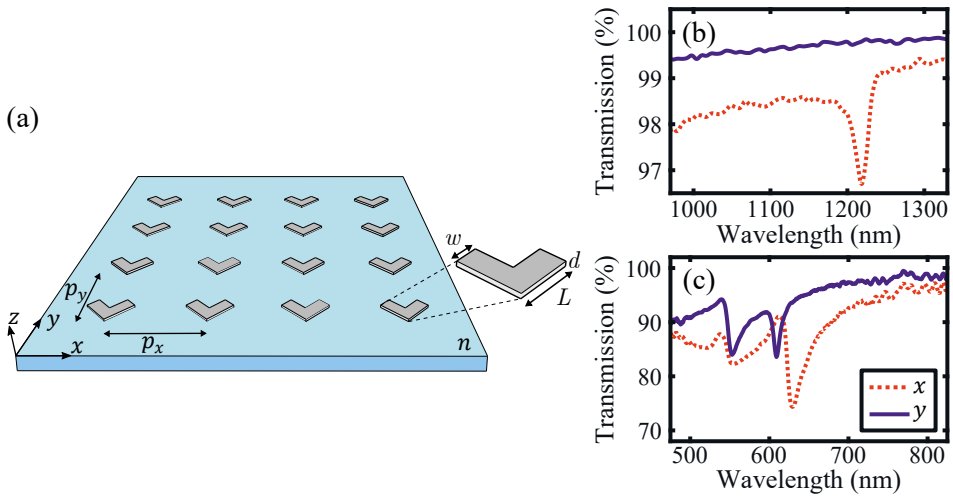 (a)
w
d
L
p_y
p_x
z
y
x
n
(b)
Transmission (%)
100
99
98
97
1000 1100 1200 1300
Wavelength (nm)
(c)
Transmission (%)
100
90
80
70
x
y
500 600 700 800
Wavelength (nm)